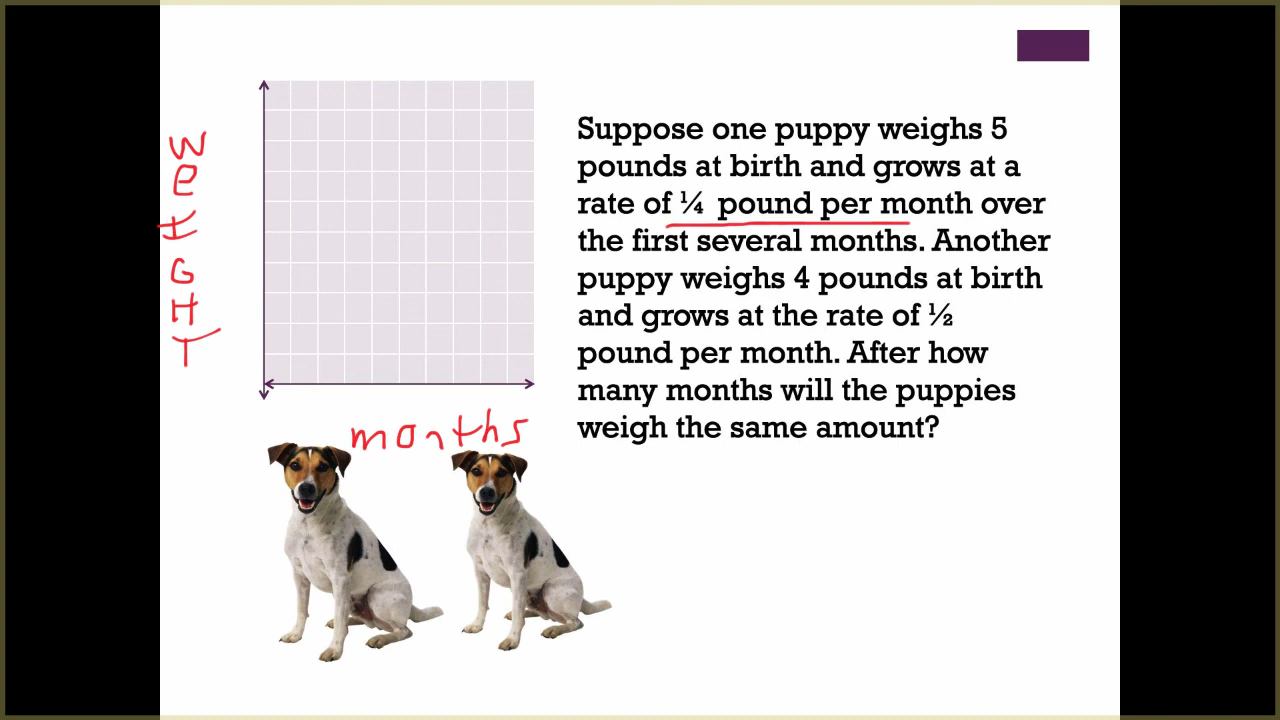 WeIGHT
months
Suppose one puppy weighs 5
pounds at birth and grows at a
rate of ¼ pound per month over
the first several months. Another
puppy weighs 4 pounds at birth
and grows at the rate of ½
pound per month. After how
many months will the puppies
weigh the same amount?